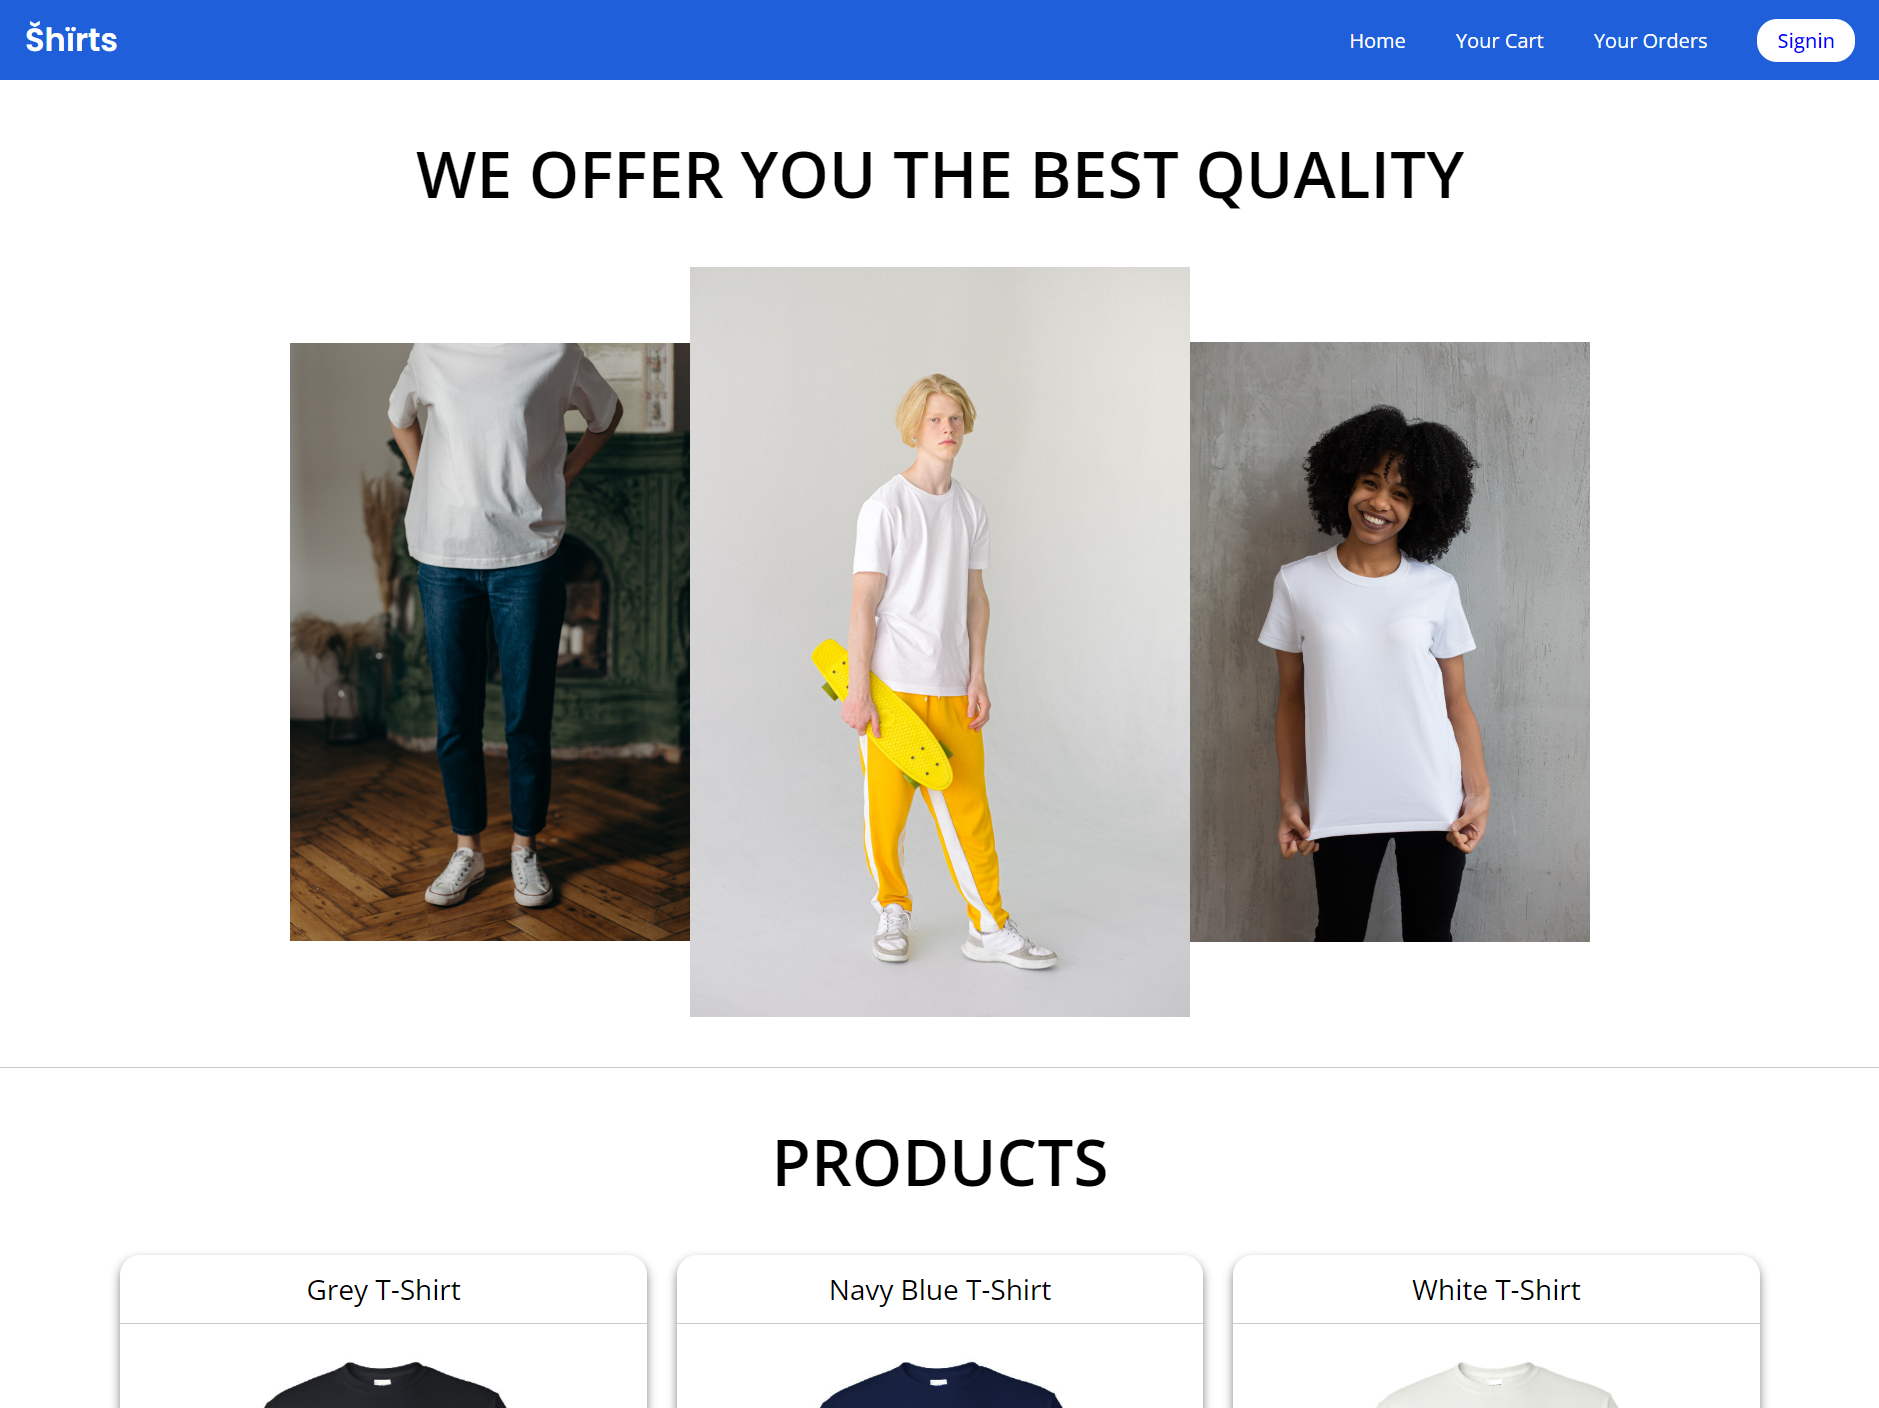 Šhïrts
Home
Your Cart
Your Orders
Signin
WE OFFER YOU THE BEST QUALITY
PRODUCTS
Grey T-Shirt
Navy Blue T-Shirt
White T-Shirt